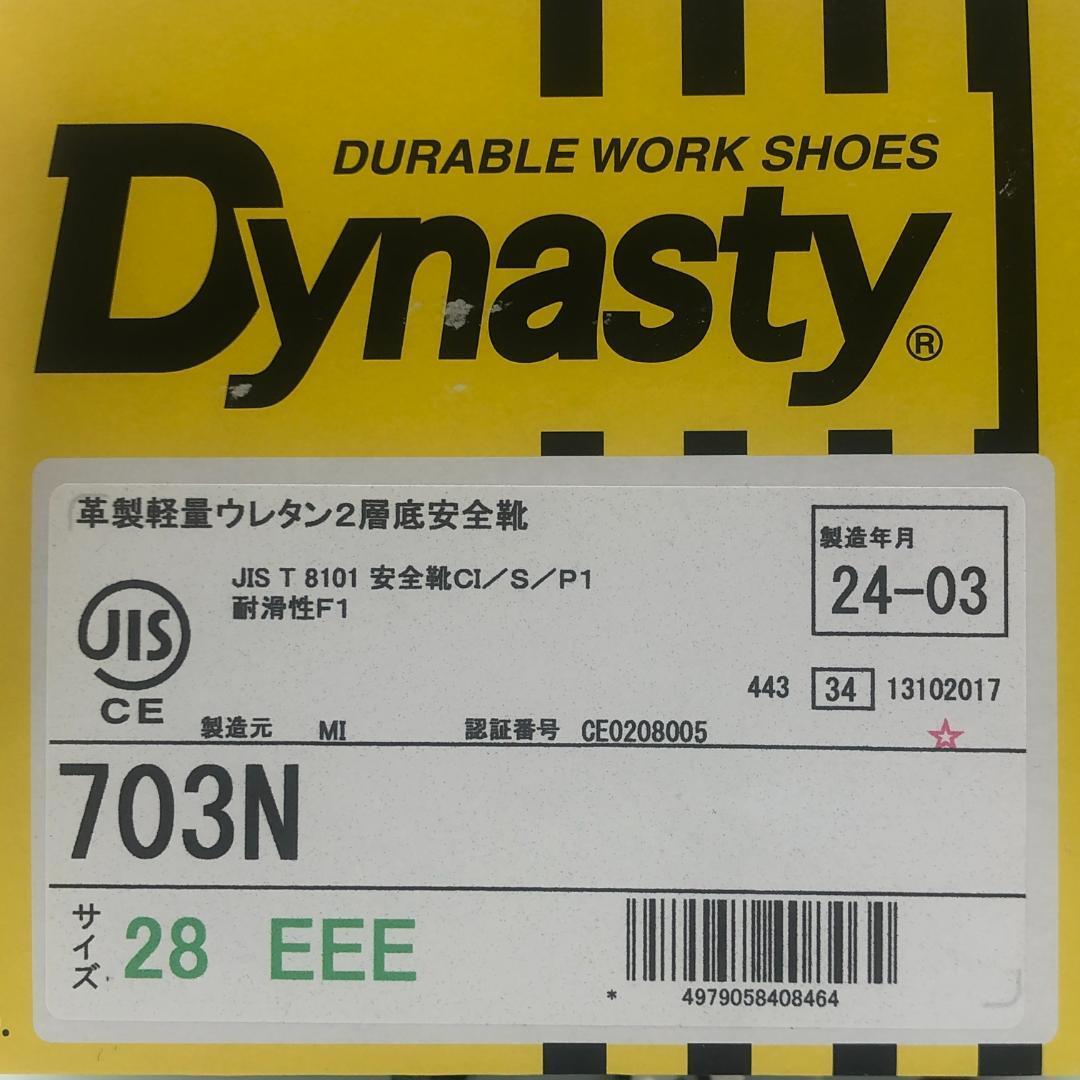 DURABLE WORK SHOES
Dynasty®
革製軽量ウレタン2層底安全靴
製造年月
24-03
JIS T 8101 安全靴CI/S/P1
耐滑性F1
JIS
CE
443 34 13102017
製造元 MI 認証番号 CE0208005
703N
サイズ 28 EEE
* 4979058408464